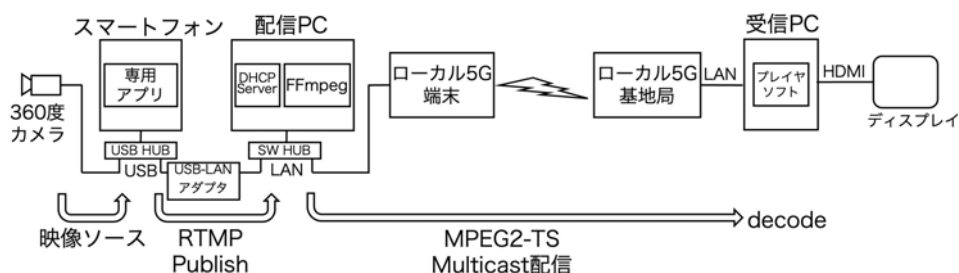 スマートフォン
配信PC
受信PC
専用
アプリ
DHCP
Server
FFmpeg
ローカル5G
端末
ローカル5G
基地局
LAN
プレイヤ
ソフト
HDMI
ディスプレイ
360度
カメラ
USB HUB
USB
USB-LAN
アダプタ
SW HUB
LAN
映像ソース
RTMP
Publish
MPEG2-TS
Multicast配信
decode